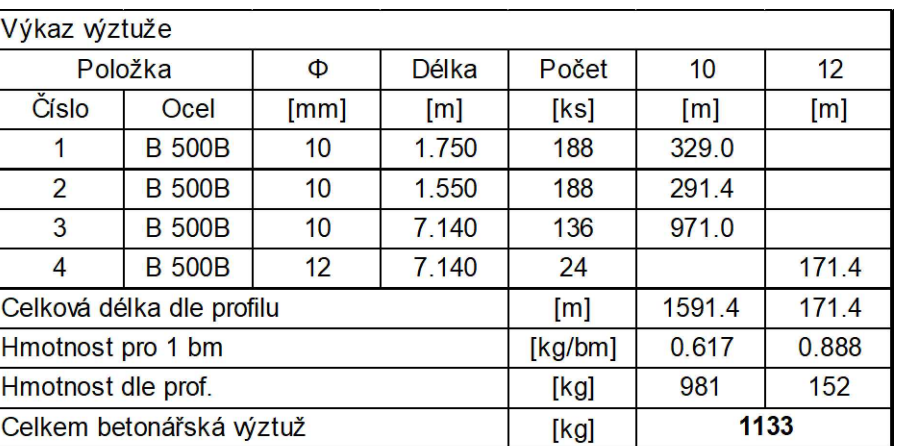 Výkaz výztuže
Položka Φ Délka Počet 10 12
Číslo Ocel [mm] [m] [ks] [m] [m]
1 B 500B 10 1.750 188 329.0
2 B 500B 10 1.550 188 291.4
3 B 500B 10 7.140 136 971.0
4 B 500B 12 7.140 24 171.4
Celková délka dle profilu [m] 1591.4 171.4
Hmotnost pro 1 bm [kg/bm] 0.617 0.888
Hmotnost dle prof. [kg] 981 152
Celkem betonářská výztuž [kg] 1133